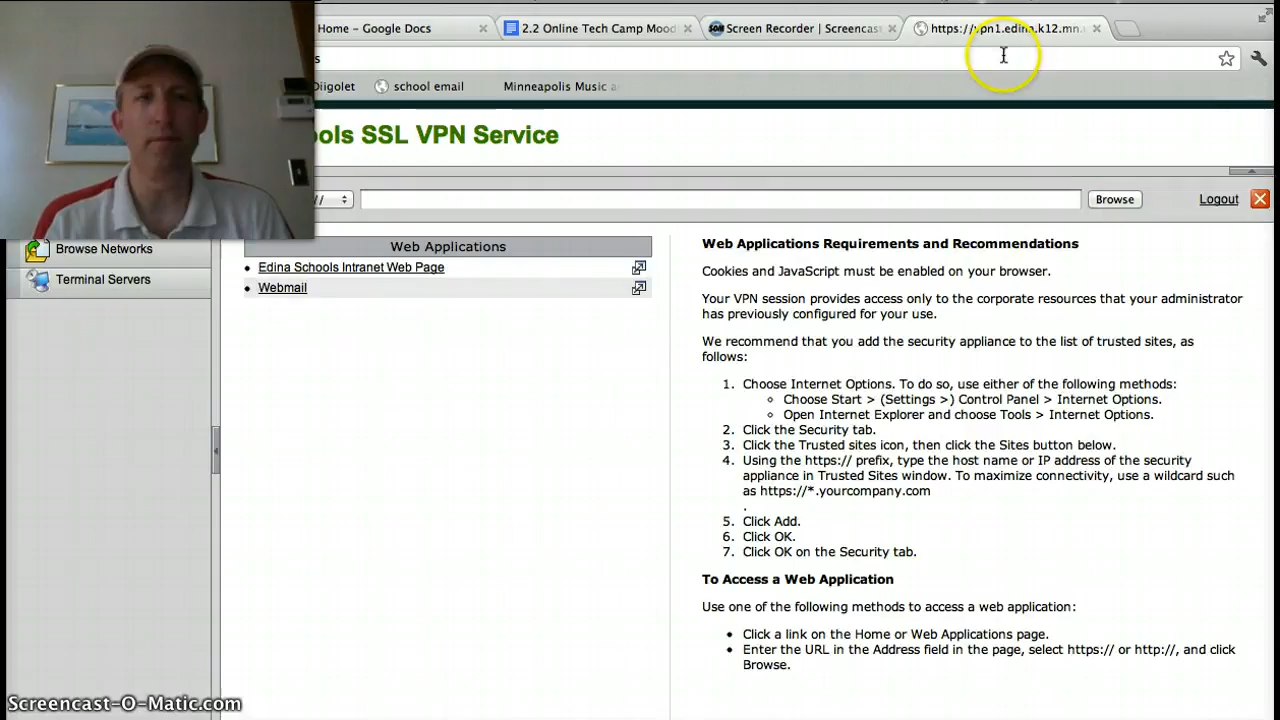 Home - Google Docs
2.2 Online Tech Camp Mood
Screen Recorder | Screencast
https://vpn1.edina.k12.mn.
s
Diigolet
school email
Minneapolis Music a
ools SSL VPN Service
//
Browse
Logout
Browse Networks
Terminal Servers
Web Applications
Edina Schools Intranet Web Page
Webmail
Web Applications Requirements and Recommendations
Cookies and JavaScript must be enabled on your browser.
Your VPN session provides access only to the corporate resources that your administrator
has previously configured for your use.
We recommend that you add the security appliance to the list of trusted sites, as
follows:
1. Choose Internet Options. To do so, use either of the following methods:
Choose Start > (Settings >) Control Panel > Internet Options.
Open Internet Explorer and choose Tools > Internet Options.
2. Click the Security tab.
3. Click the Trusted sites icon, then click the Sites button below.
4. Using the https:// prefix, type the host name or IP address of the security
appliance in Trusted Sites window. To maximize connectivity, use a wildcard such
as https://*.yourcompany.com
.
5. Click Add.
6. Click OK.
7. Click OK on the Security tab.
To Access a Web Application
Use one of the following methods to access a web application:
Click a link on the Home or Web Applications page.
Enter the URL in the Address field in the page, select https:// or http://, and click
Browse.
Screencast-O-Matic.com